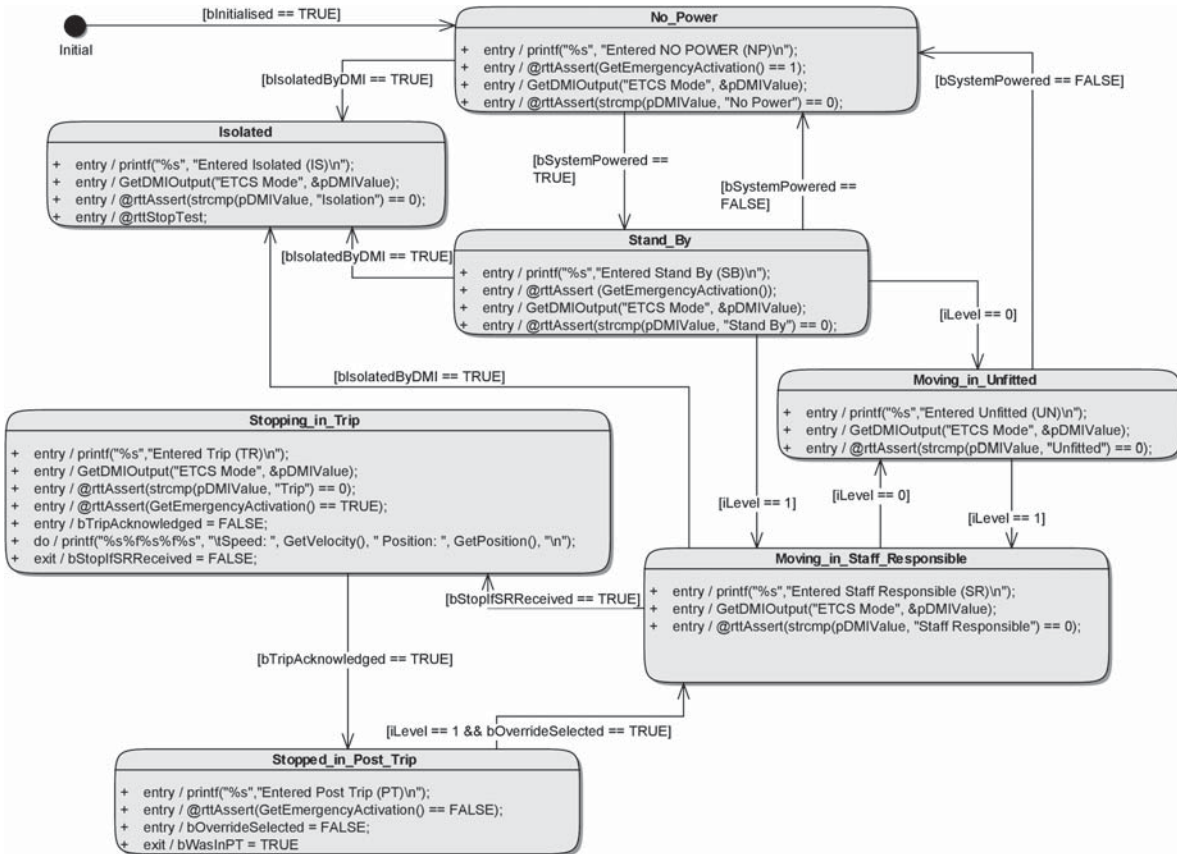 [bInitialised == TRUE]
Initial
No_Power
+ entry / printf("%s", "Entered NO POWER (NP)\n");
+ entry / @rttAssert(GetEmergencyActivation() == 1);
+ entry / GetDMIOutput("ETCS Mode", &pDMIValue);
+ entry / @rttAssert(strcmp(pDMIValue, "No Power") == 0);
[bIsolatedByDMI == TRUE]
[bSystemPowered == FALSE]
Isolated
+ entry / printf("%s", "Entered Isolated (IS)\n");
+ entry / GetDMIOutput("ETCS Mode", &pDMIValue);
+ entry / @rttAssert(strcmp(pDMIValue, "Isolation") == 0);
+ entry / @rttStopTest;
[bSystemPowered ==
TRUE]
[bSystemPowered ==
FALSE]
[bIsolatedByDMI == TRUE]
Stand_By
+ entry / printf("%s","Entered Stand By (SB)\n");
+ entry / @rttAssert (GetEmergencyActivation());
+ entry / GetDMIOutput("ETCS Mode", &pDMIValue);
+ entry / @rttAssert(strcmp(pDMIValue, "Stand By") == 0);
[iLevel == 0]
[bIsolatedByDMI == TRUE]
Moving_in_Unfitted
+ entry / printf("%s","Entered Unfitted (UN)\n");
+ entry / GetDMIOutput("ETCS Mode", &pDMIValue);
+ entry / @rttAssert(strcmp(pDMIValue, "Unfitted") == 0);
Stopping_in_Trip
+ entry / printf("%s","Entered Trip (TR)\n");
+ entry / GetDMIOutput("ETCS Mode", &pDMIValue);
+ entry / @rttAssert(strcmp(pDMIValue, "Trip") == 0);
+ entry / @rttAssert(GetEmergencyActivation() == TRUE);
+ entry / bTripAcknowledged = FALSE;
+ do / printf("%s%f%s%f%s", "\tSpeed: ", GetVelocity(), " Position: ", GetPosition(), "\n");
+ exit / bStopIfSRReceived = FALSE;
[iLevel == 1]
[iLevel == 0]
[iLevel == 1]
Moving_in_Staff_Responsible
+ entry / printf("%s","Entered Staff Responsible (SR)\n");
+ entry / GetDMIOutput("ETCS Mode", &pDMIValue);
+ entry / @rttAssert(strcmp(pDMIValue, "Staff Responsible") == 0);
[bStopIfSRReceived == TRUE]
[bTripAcknowledged == TRUE]
[iLevel == 1 && bOverrideSelected == TRUE]
Stopped_in_Post_Trip
+ entry / printf("%s","Entered Post Trip (PT)\n");
+ entry / @rttAssert(GetEmergencyActivation() == FALSE);
+ entry / bOverrideSelected = FALSE;
+ exit / bWasInPT = TRUE